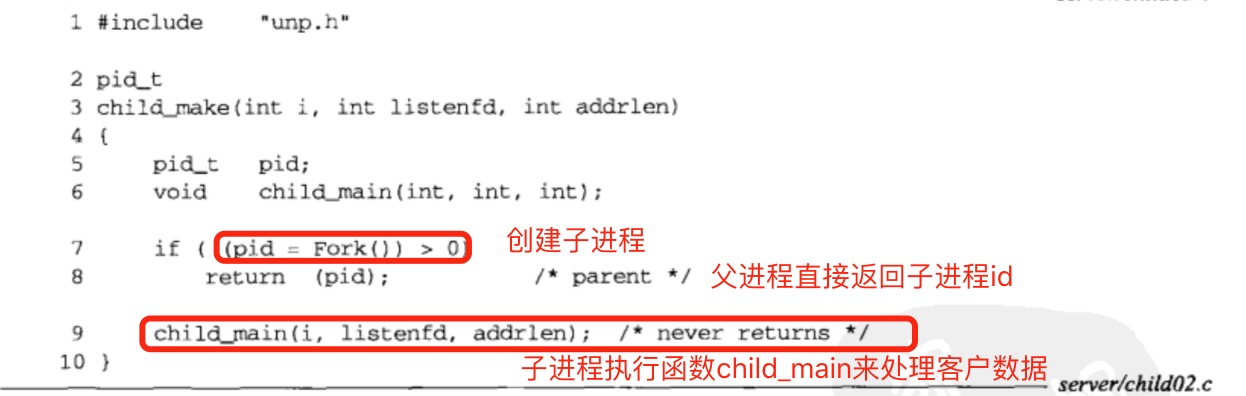 1 #include "unp.h"
2 pid_t
3 child_make(int i, int listenfd, int addrlen)
4 {
5 pid_t pid;
6 void child_main(int, int, int);
7 if ( (pid = Fork()) > 0) 创建子进程
8 return (pid); /* parent */ 父进程直接返回子进程id
9 child_main(i, listenfd, addrlen); /* never returns */
10 }
子进程执行函数child_main来处理客户数据
server/child02.c